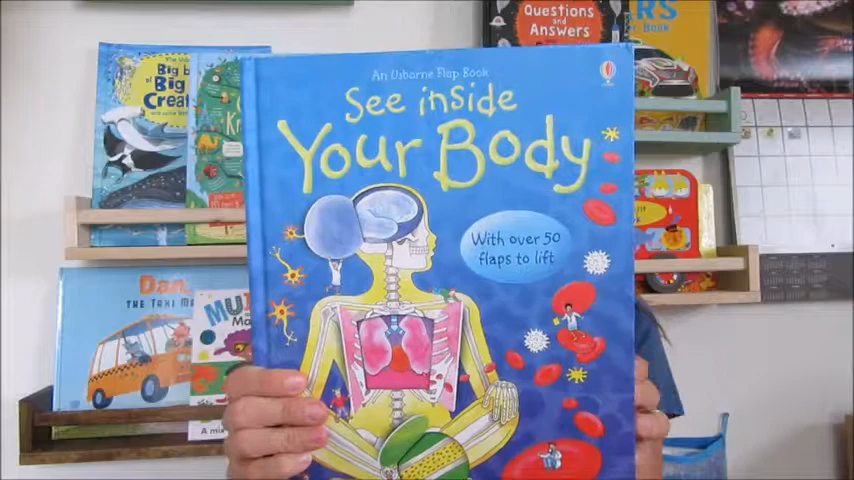 Questions
and
Answers
An Usborne Flap Book
See inside
Your Body
With over 50
flaps to lift
big b
Creat
Dan,
THE TAXI MA
MU